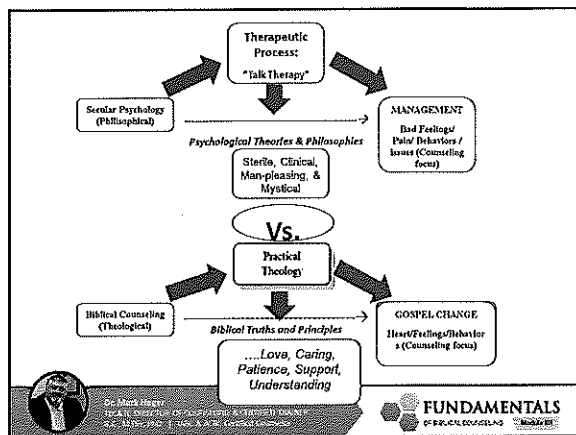 Therapeutic
Process:
"Talk Therapy"
Secular Psychology
(Philosiphical)
MANAGEMENT
Bad Feelings/
Pain/ Behaviors /
issues (Counseling
focus)
Psychological Theories & Philosophies
Sterile, Clinical,
Man-pleasing, &
Mystical
Vs.
Practical
Theology
Biblical Counseling
(Theological)
GOSPEL CHANGE
Heart/Feelings/Behavior
s (Counseling focus)
Biblical Truths and Principles
....Love, Caring,
Patience, Support,
Understanding
Dr. Mark Hager
FUNDAMENTALS
OF BIBLICAL COUNSELING